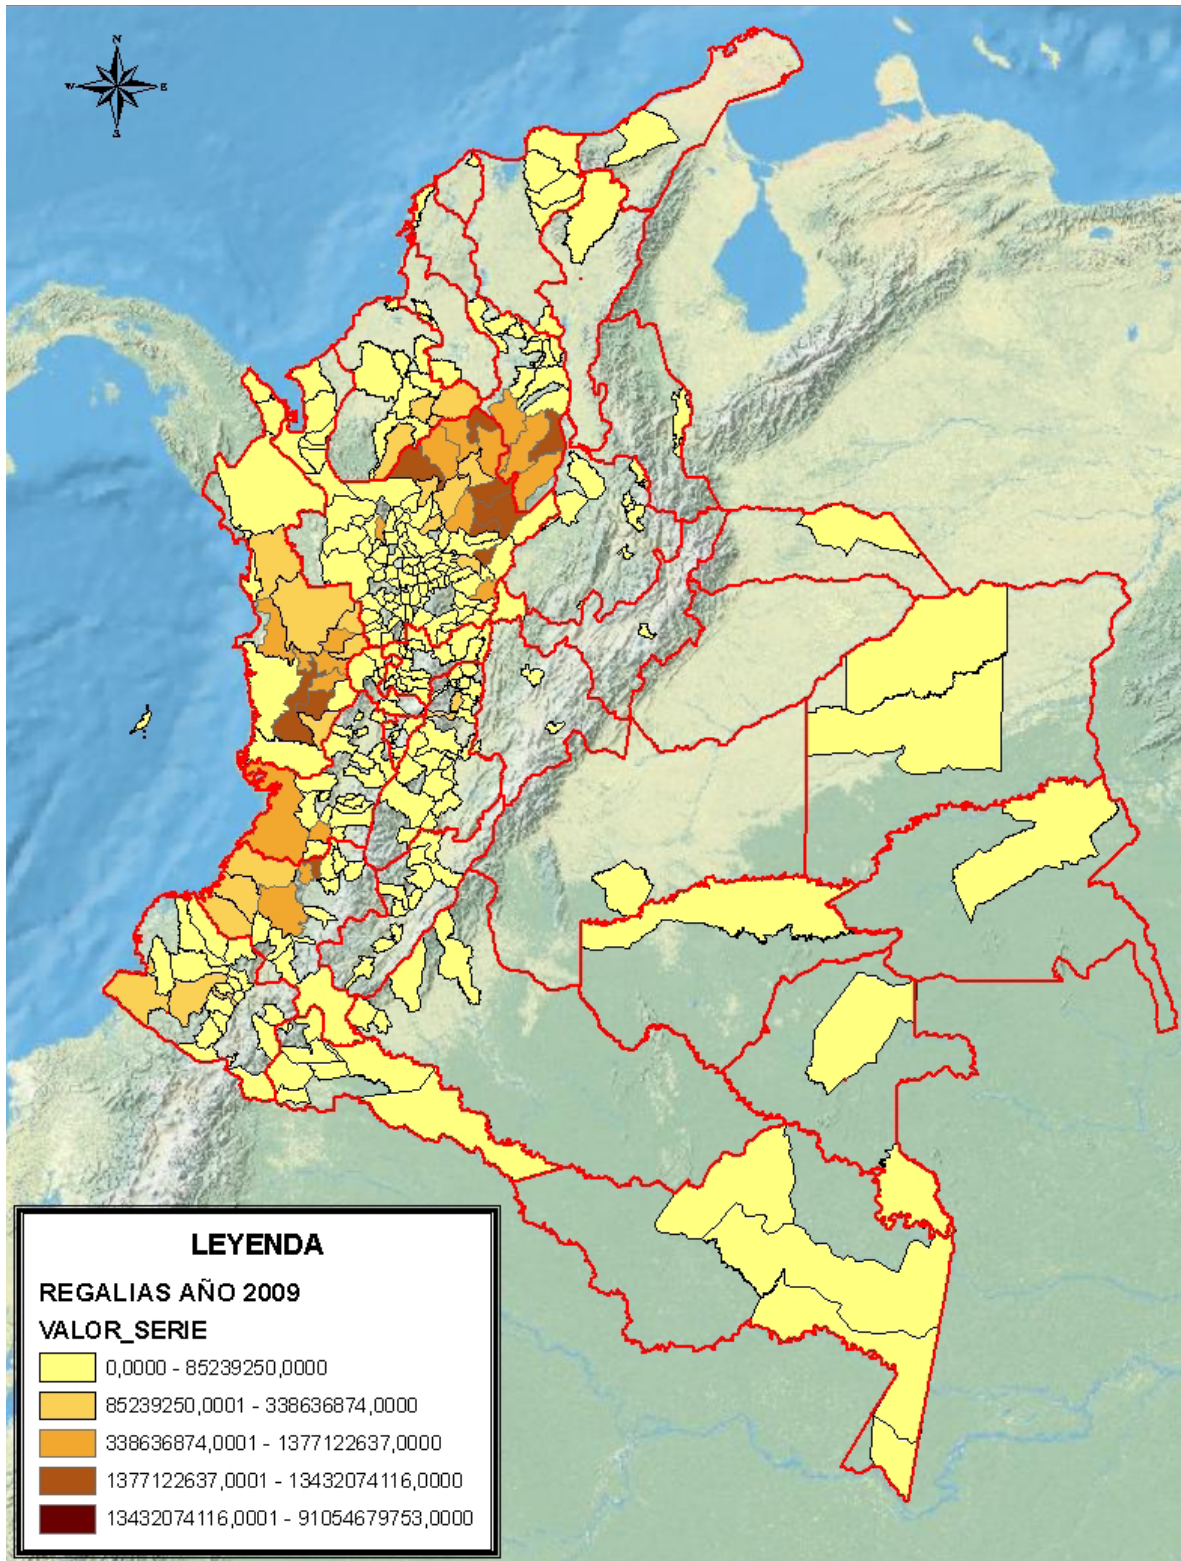 N
W
E
S
LEYENDA
REGALIAS AÑO 2009
VALOR_SERIE
0,0000 - 85239250,0000
85239250,0001 - 338636874,0000
338636874,0001 - 1377122637,0000
1377122637,0001 - 13432074116,0000
13432074116,0001 - 91054679753,0000